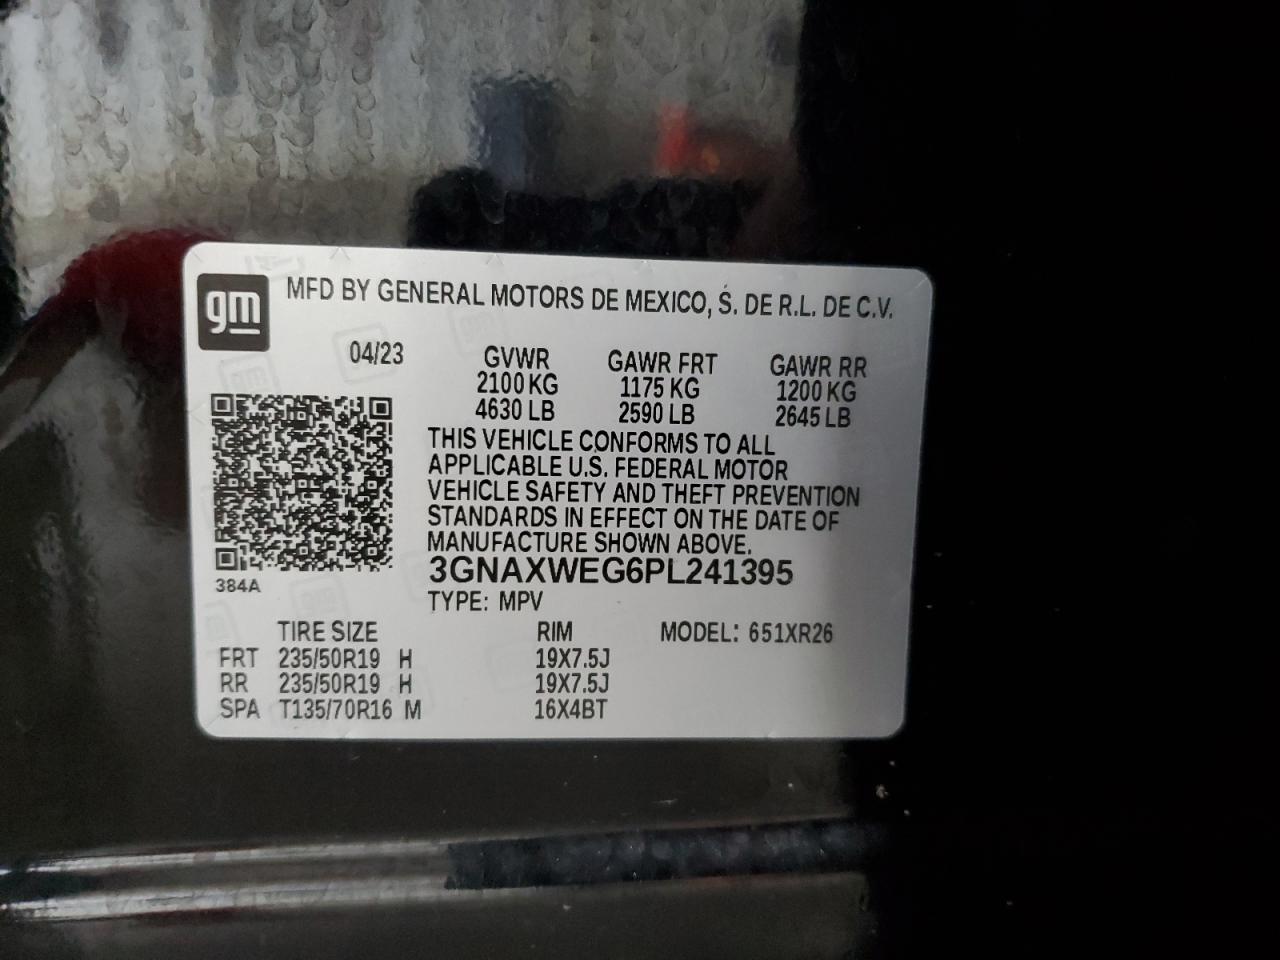 gm
MFD BY GENERAL MOTORS DE MEXICO, S. DE R.L. DE C.V.
04/23 GVWR GAWR FRT GAWR RR
2100 KG 1175 KG 1200 KG
4630 LB 2590 LB 2645 LB
THIS VEHICLE CONFORMS TO ALL
APPLICABLE U.S. FEDERAL MOTOR
VEHICLE SAFETY AND THEFT PREVENTION
STANDARDS IN EFFECT ON THE DATE OF
MANUFACTURE SHOWN ABOVE.
384A 3GNAXWEG6PL241395
TYPE: MPV
TIRE SIZE RIM MODEL: 651XR26
FRT 235/50R19 H 19X7.5J
RR 235/50R19 H 19X7.5J
SPA T135/70R16 M 16X4BT